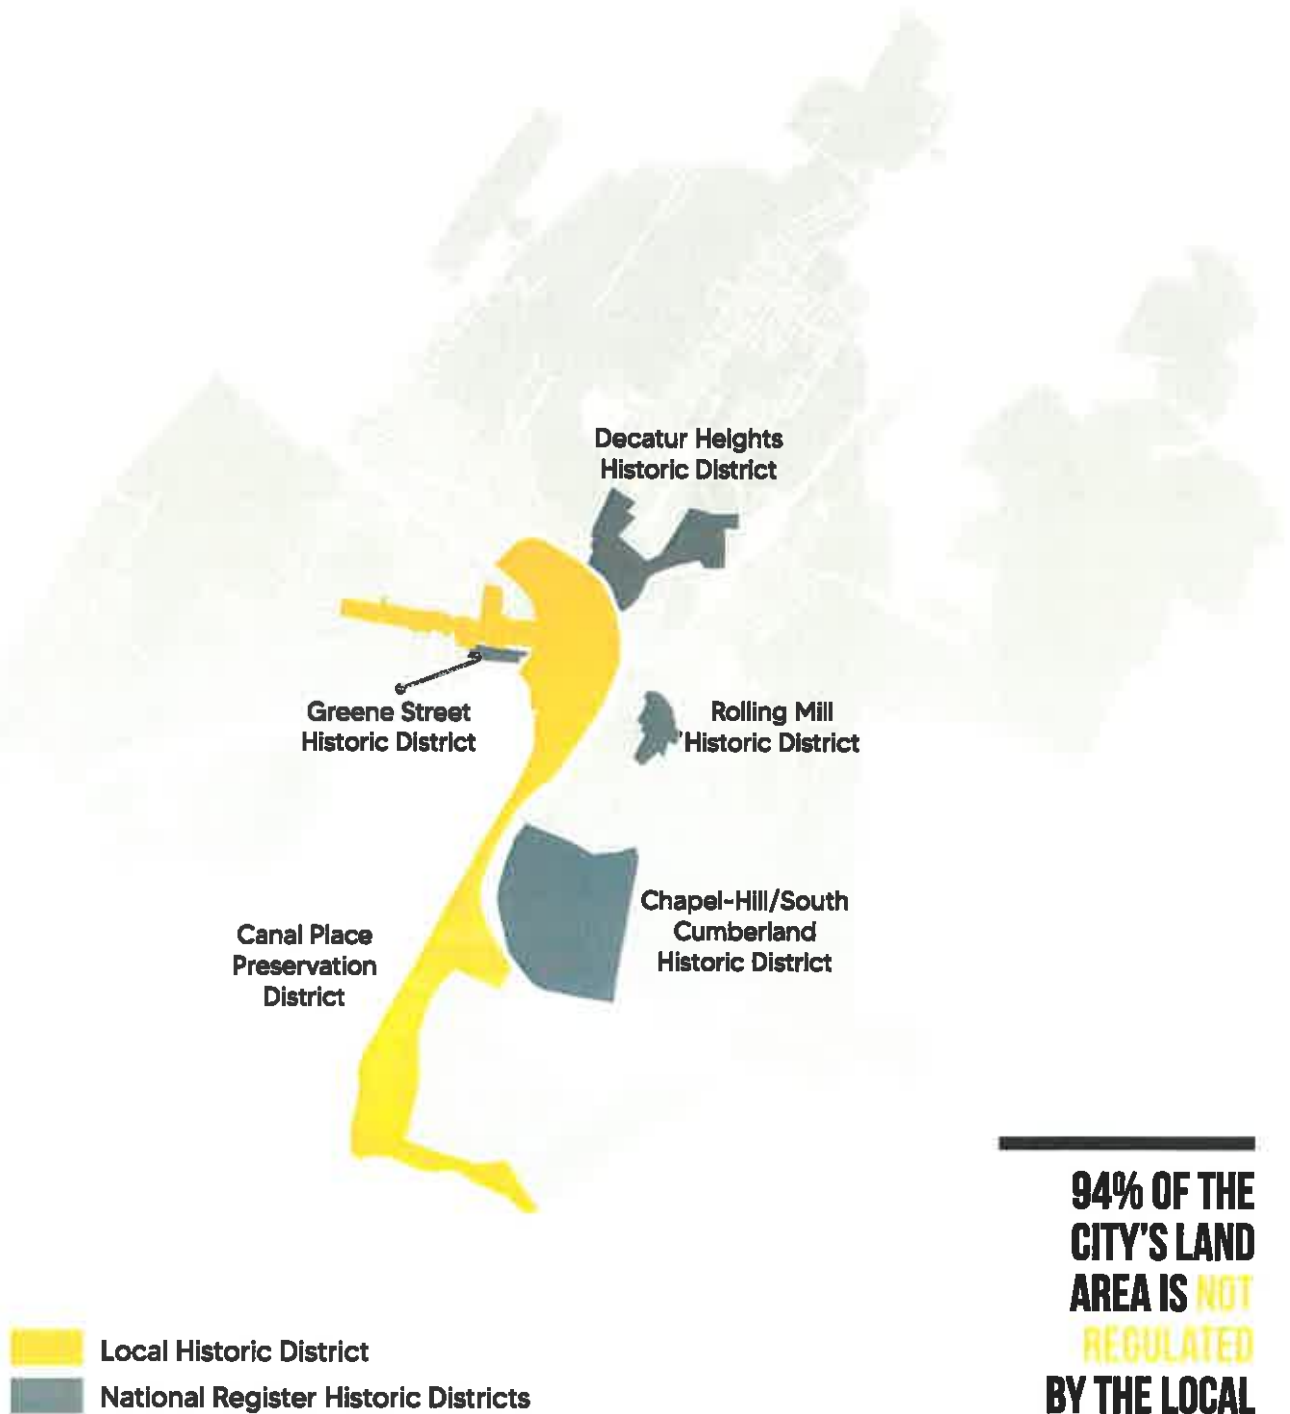 Decatur Heights
Historic District
Greene Street
Historic District
Rolling Mill
Historic District
Chapel-Hill/South
Cumberland
Historic District
Canal Place
Preservation
District
94% OF THE
CITY'S LAND
AREA IS NOT
REGULATED
BY THE LOCAL
Local Historic District
National Register Historic Districts